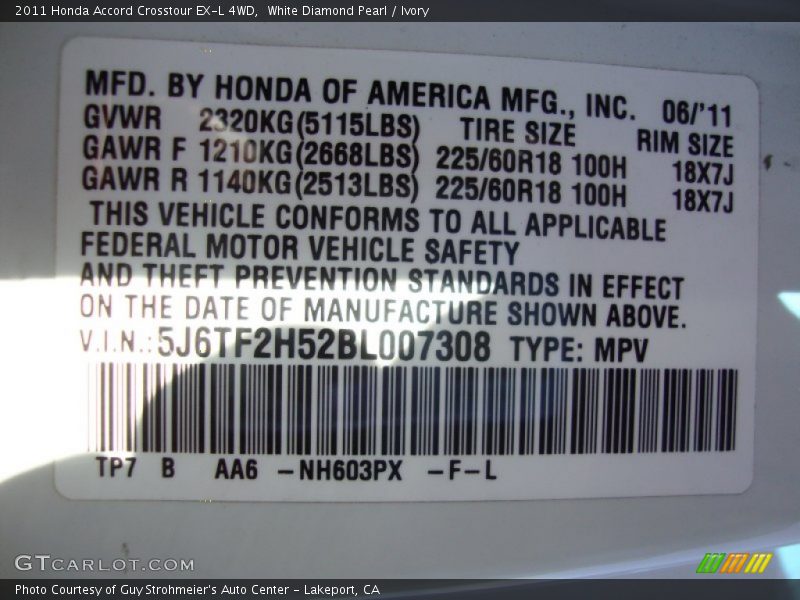 2011 Honda Accord Crosstour EX-L 4WD,  White Diamond Pearl / Ivory
MFD. BY HONDA OF AMERICA MFG., INC. 06/'11
GVWR 2320KG(5115LBS) TIRE SIZE RIM SIZE
GAWR F 1210KG(2668LBS) 225/60R18 100H 18X7J
GAWR R 1140KG(2513LBS) 225/60R18 100H 18X7J
THIS VEHICLE CONFORMS TO ALL APPLICABLE
FEDERAL MOTOR VEHICLE SAFETY
AND THEFT PREVENTION STANDARDS IN EFFECT
ON THE DATE OF MANUFACTURE SHOWN ABOVE.
V.I.N.: 5J6TF2H52BL007308 TYPE: MPV
TP7 B AA6 -NH603PX -F-L
GTCARLOT.COM
Photo Courtesy of Guy Strohmeier's Auto Center - Lakeport, CA